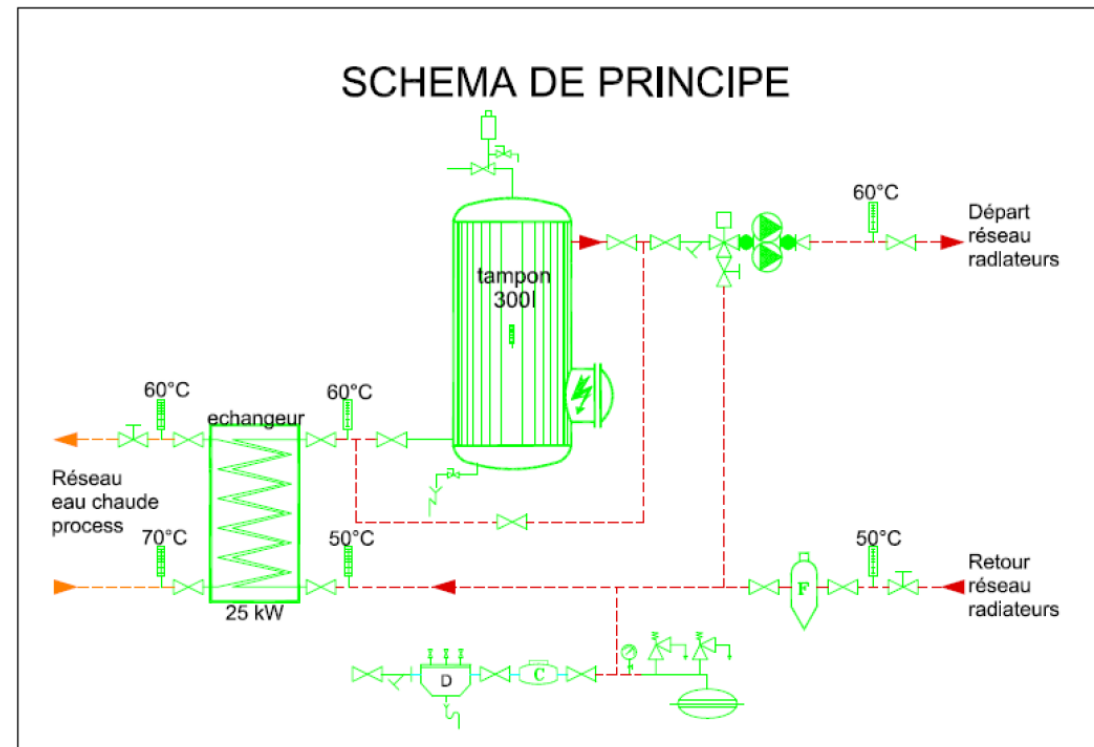 SCHEMA DE PRINCIPE
60°C
Départ
réseau
radiateurs
tampon
300l
60°C
60°C
echangeur
Réseau
eau chaude
process
70°C
50°C
50°C
25 kW
F
Retour
réseau
radiateurs
D
C